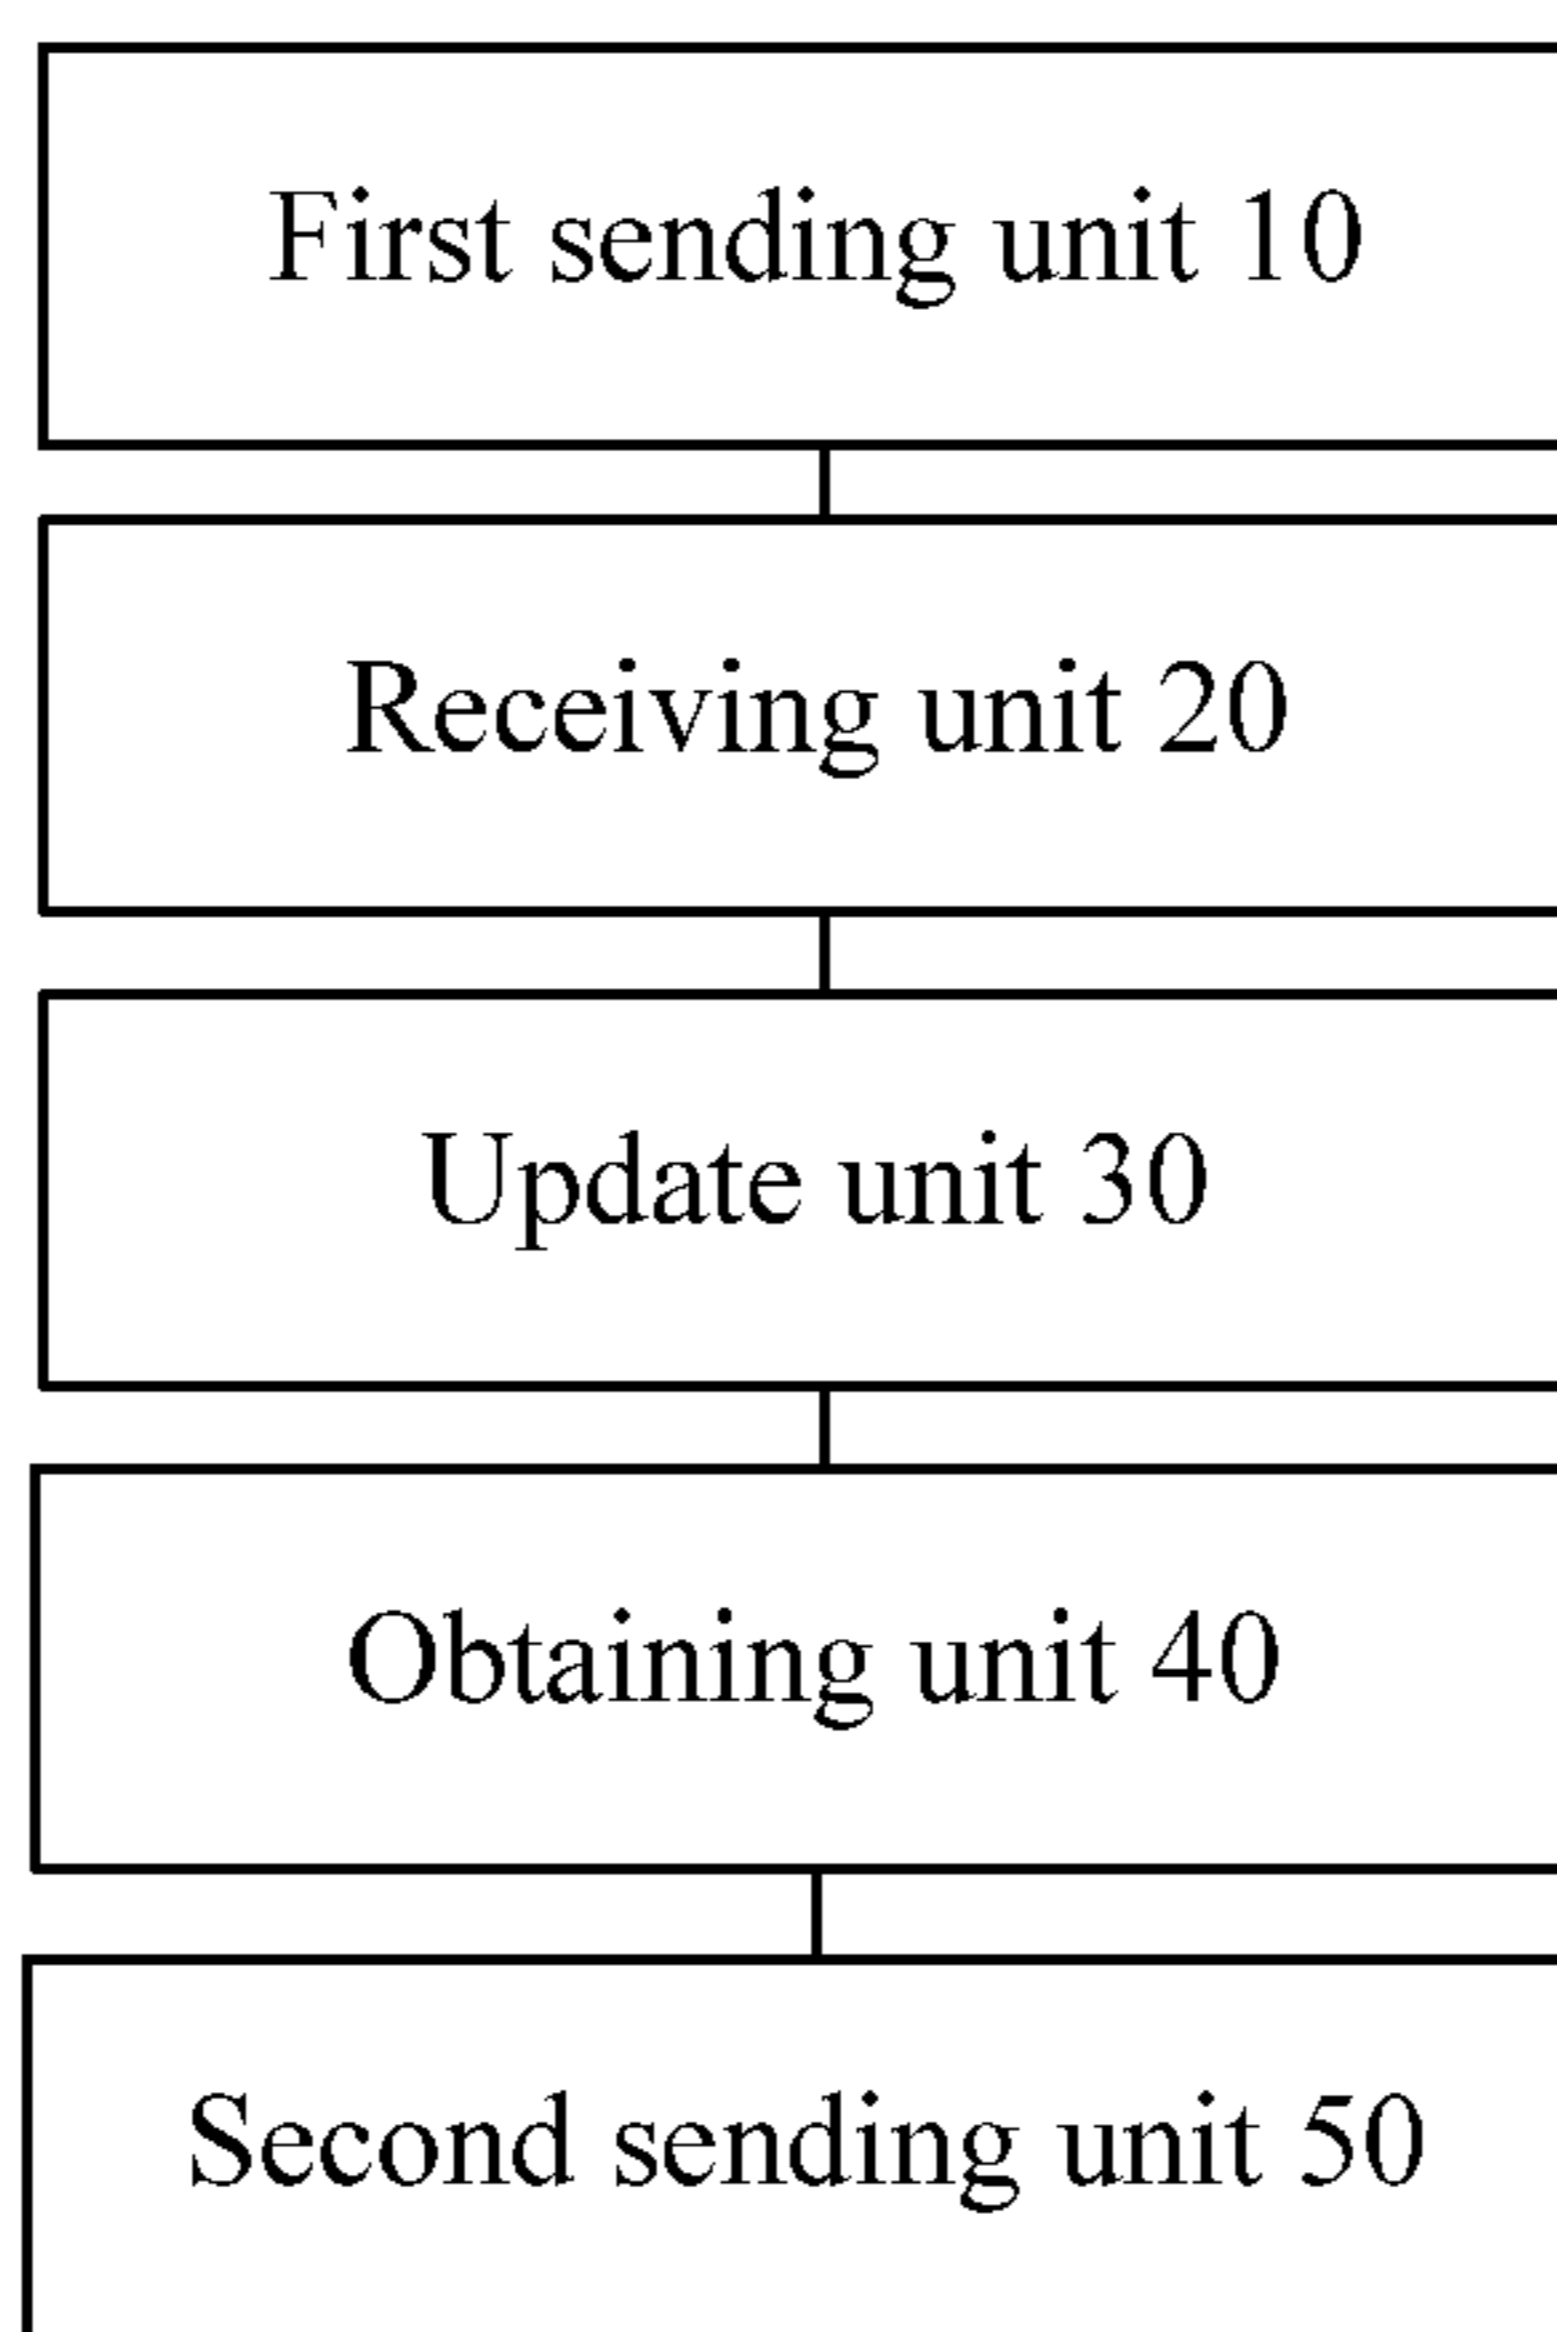 First sending unit 10
Receiving unit 20
Update unit 30
Obtaining unit 40
Second sending unit 50